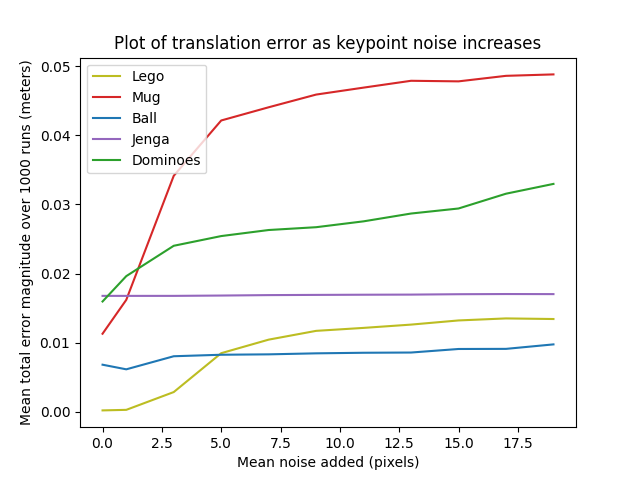 Plot of translation error as keypoint noise increases
Mean total error magnitude over 1000 runs (meters)
0.05
0.04
0.03
0.02
0.01
0.00
Lego
Mug
Ball
Jenga
Dominoes
0.0 2.5 5.0 7.5 10.0 12.5 15.0 17.5
Mean noise added (pixels)